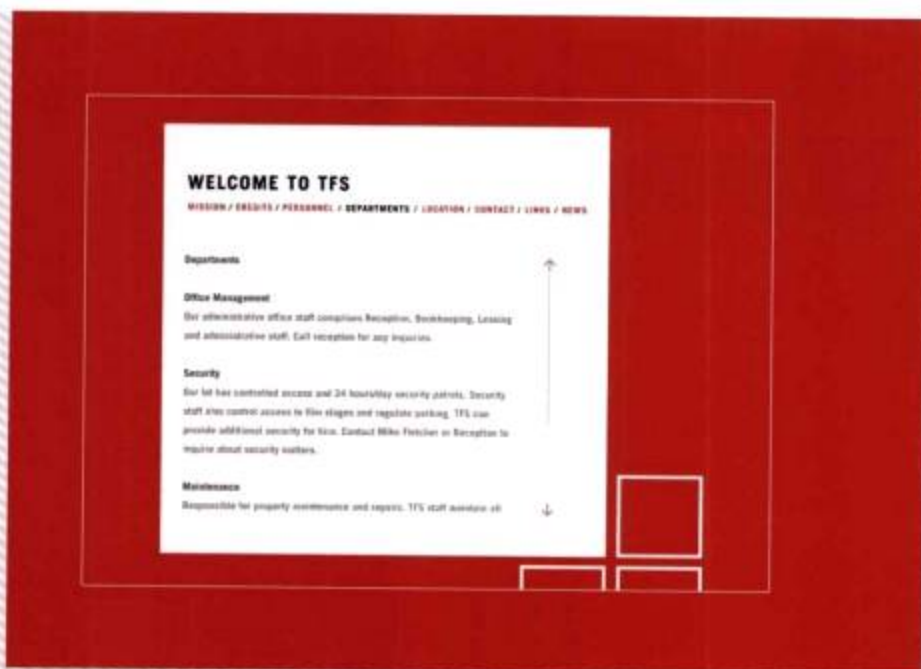 WELCOME TO TFS
MISSION / CREDITS / PERSONNEL / DEPARTMENTS / LOCATION / CONTACT / LINKS / NEWS
Departments
Office Management
Our administrative office staff comprises Reception, Bookkeeping, Leasing
and administrative staff. Call reception for any inquiries.
Security
Our lot has controlled access and 24 hours/day security patrols. Security
staff also control access to film stages and regulate parking. TFS can
provide additional security for hire. Contact Mike Fletcher or Reception to
inquire about security matters.
Maintenance
Responsible for property maintenance and repairs. TFS staff maintain all